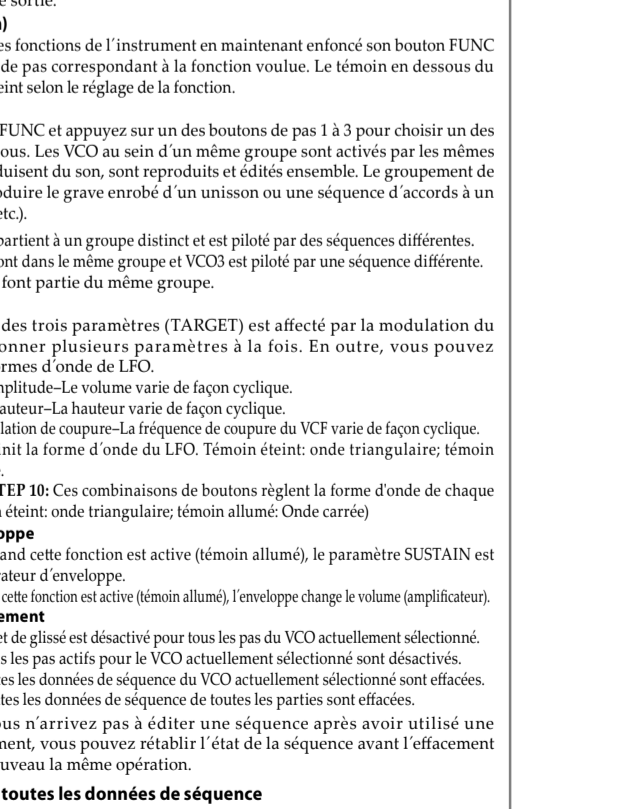 e sortie.
)
es fonctions de l´instrument en maintenant enfoncé son bouton FUNC
de pas correspondant à la fonction voulue. Le témoin en dessous du
eint selon le réglage de la fonction.
FUNC et appuyez sur un des boutons de pas 1 à 3 pour choisir un des
ous. Les VCO au sein d´un même groupe sont activés par les mêmes
duisent du son, sont reproduits et édités ensemble. Le groupement de
oduire le grave enrobé d´un unisson ou une séquence d´accords à un
etc.).
partient à un groupe distinct et est piloté par des séquences différentes.
ont dans le même groupe et VCO3 est piloté par une séquence différente.
font partie du même groupe.
des trois paramètres (TARGET) est affecté par la modulation du
onner plusieurs paramètres à la fois. En outre, vous pouvez
rmes d´onde de LFO.
nplitude–Le volume varie de façon cyclique.
auteur–La hauteur varie de façon cyclique.
lation de coupure–La fréquence de coupure du VCF varie de façon cyclique.
init la forme d´onde du LFO. Témoin éteint: onde triangulaire; témoin
.
TEP 10: Ces combinaisons de boutons règlent la forme d'onde de chaque
éteint: onde triangulaire; témoin allumé: Onde carrée)
oppe
and cette fonction est active (témoin allumé), le paramètre SUSTAIN est
rateur d´enveloppe.
cette fonction est active (témoin allumé), l´enveloppe change le volume (amplificateur).
ement
et de glissé est désactivé pour tous les pas du VCO actuellement sélectionné.
s les pas actifs pour le VCO actuellement sélectionné sont désactivés.
es les données de séquence du VCO actuellement sélectionné sont effacées.
tes les données de séquence de toutes les parties sont effacées.
ous n´arrivez pas à éditer une séquence après avoir utilisé une
ment, vous pouvez rétablir l´état de la séquence avant l´effacement
uveau la même opération.
toutes les données de séquence